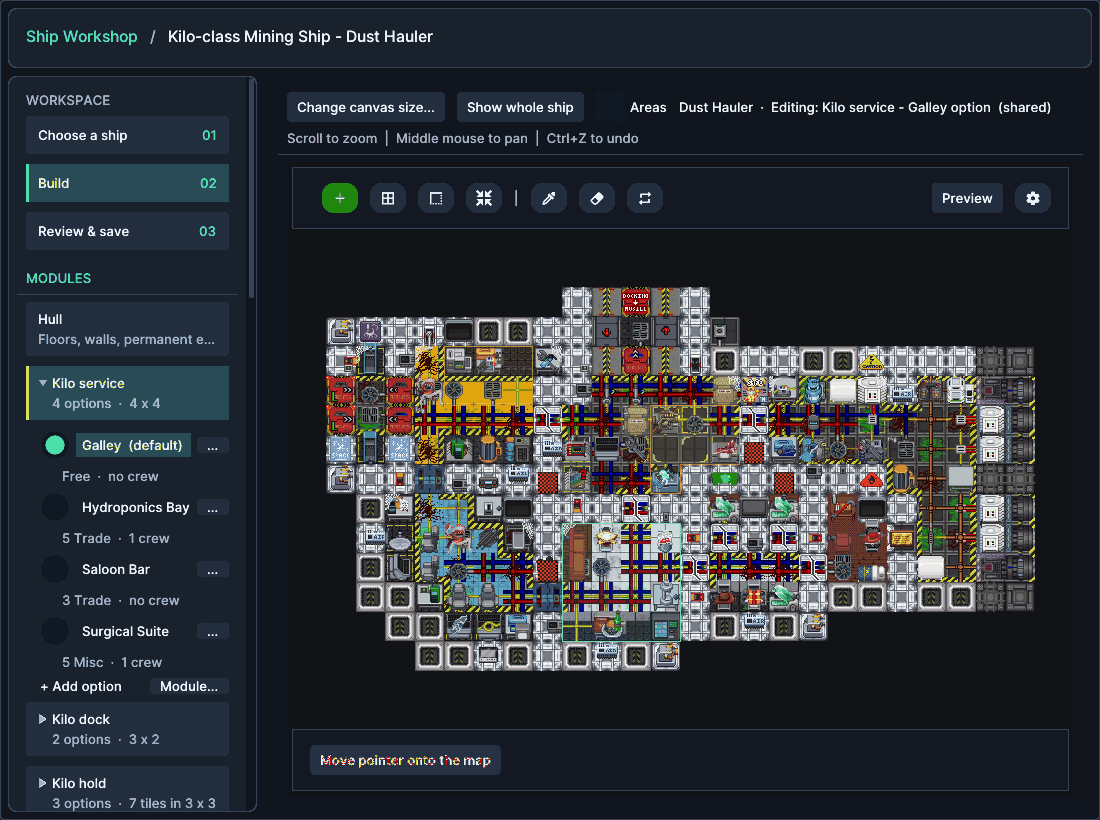 Ship Workshop / Kilo-class Mining Ship - Dust Hauler
WORKSPACE
Choose a ship 01
Build 02
Review & save 03
MODULES
Hull
Floors, walls, permanent e...
Kilo service
4 options · 4 x 4
Galley (default) ...
Free · no crew
Hydroponics Bay ...
5 Trade · 1 crew
Saloon Bar ...
3 Trade · no crew
Surgical Suite ...
5 Misc · 1 crew
+ Add option Module...
Kilo dock
2 options · 3 x 2
Kilo hold
3 options · 7 tiles in 3 x 3
Change canvas size... Show whole ship Areas Dust Hauler · Editing: Kilo service - Galley option (shared)
Scroll to zoom | Middle mouse to pan | Ctrl+Z to undo
Preview
DOCKING
Move pointer onto the map